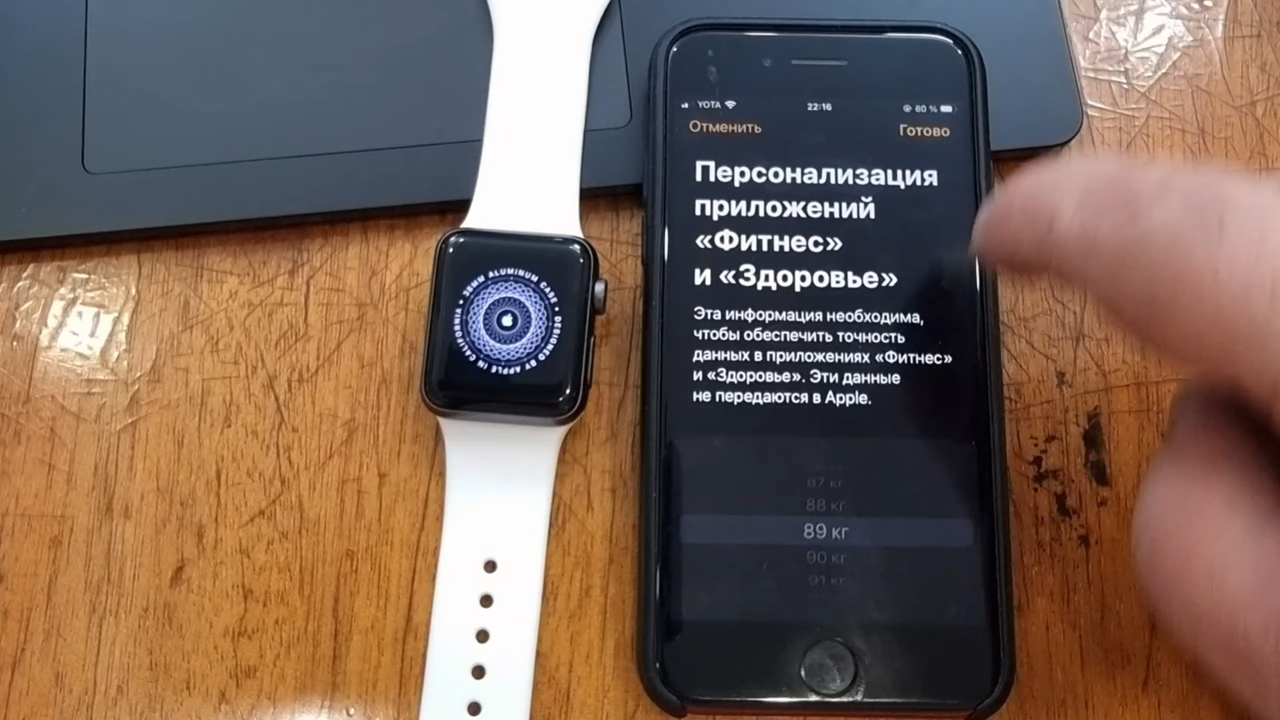 38MM ALUMINUM CASE • DESIGNED BY APPLE IN CALIFORNIA •
YOTA
22:16
80 %
Отменить
Готово
Персонализация
приложений
«Фитнес»
и «Здоровье»
Эта информация необходима,
чтобы обеспечить точность
данных в приложениях «Фитнес»
и «Здоровье». Эти данные
не передаются в Apple.
87 кг
88 кг
89 кг
90 кг
91 кг